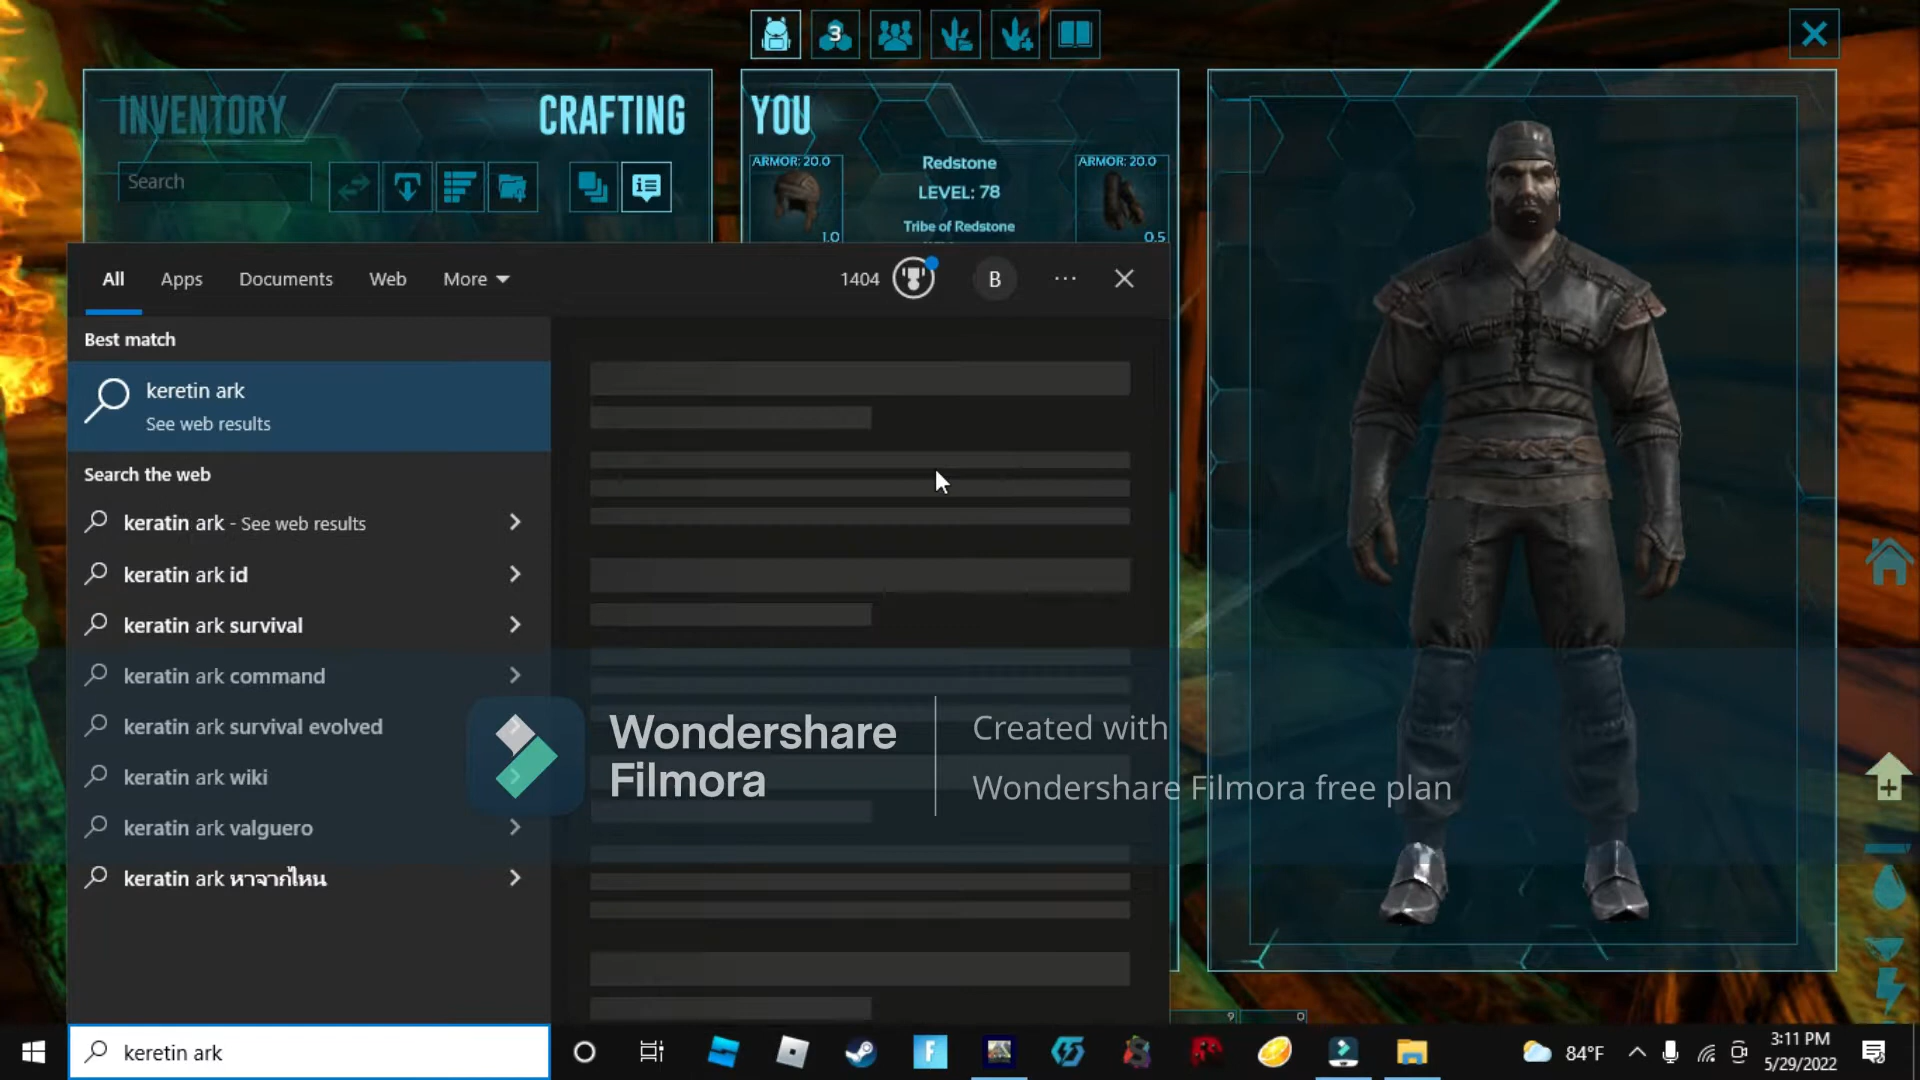 3
INVENTORY
CRAFTING
Search
YOU
ARMOR: 20.0
1.0
Redstone
LEVEL: 78
Tribe of Redstone
ARMOR: 20.0
0.5
All
Apps
Documents
Web
More
1404
B
Best match
keretin ark
See web results
Search the web
keratin ark - See web results
keratin ark id
keratin ark survival
keratin ark command
keratin ark survival evolved
keratin ark wiki
keratin ark valguero
keratin ark หาจากไหน
Wondershare
Filmora
Created with
Wondershare Filmora free plan
9
0
keretin ark
F
84°F
3:11 PM
5/29/2022